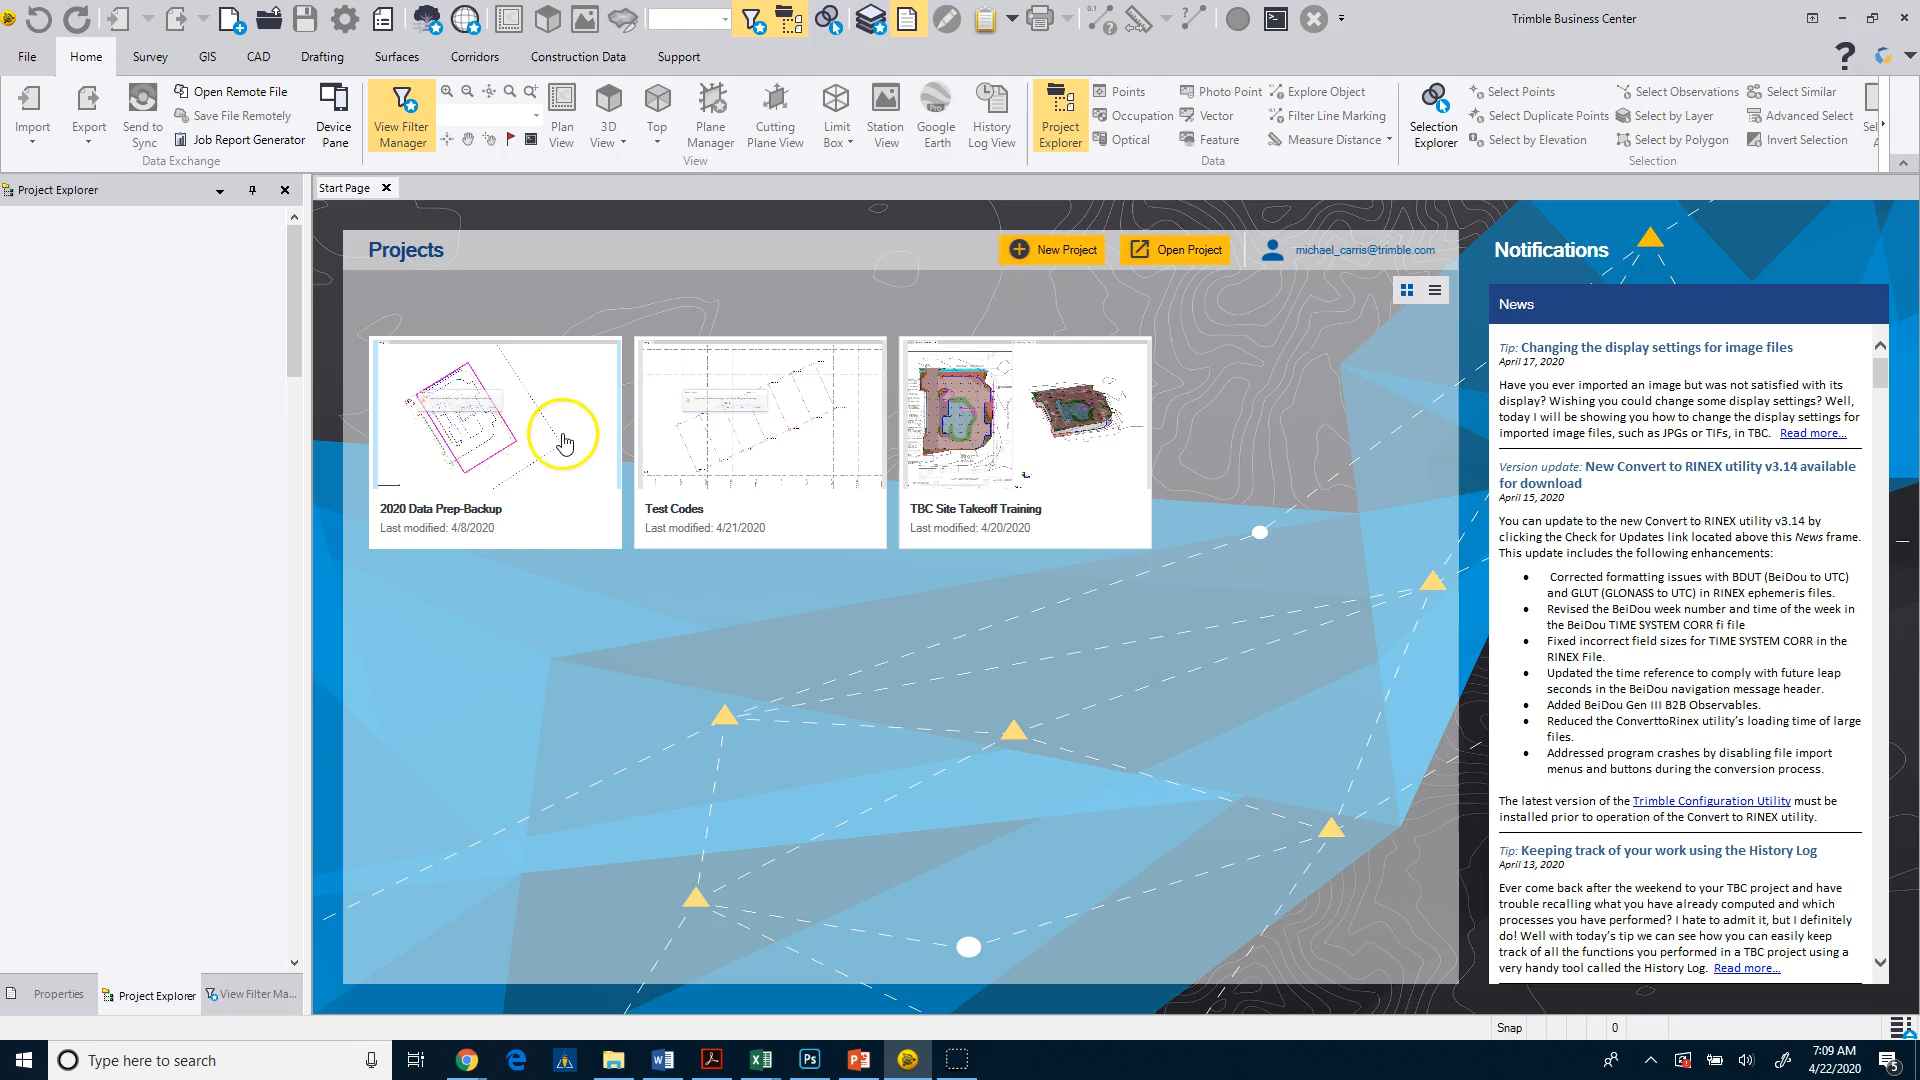 Trimble Business Center
File Home Survey GIS CAD Drafting Surfaces Corridors Construction Data Support
Import
Export
Send to
Sync
Open Remote File
Save File Remotely
Job Report Generator
Device
Pane
Data Exchange
View Filter
Manager
Plan
View
3D
View
Top
Plane
Manager
Cutting
Plane View
Limit
Box
Station
View
Google
Earth
History
Log View
View
Project
Explorer
Points
Occupation
Optical
Photo Point
Vector
Feature
Explore Object
Filter Line Marking
Measure Distance
Data
Selection
Explorer
Select Points
Select Duplicate Points
Select by Elevation
Select Observations
Select by Layer
Select by Polygon
Select Similar
Advanced Select
Invert Selection
Selection
Project Explorer
Start Page
Projects
New Project
Open Project
michael_carris@trimble.com
2020 Data Prep-Backup
Last modified: 4/8/2020
Test Codes
Last modified: 4/21/2020
TBC Site Takeoff Training
Last modified: 4/20/2020
Notifications
News
Tip: Changing the display settings for image files
April 17, 2020
Have you ever imported an image but was not satisfied with its
display? Wishing you could change some display settings? Well,
today I will be showing you how to change the display settings for
imported image files, such as JPGs or TIFs, in TBC. Read more...
Version update: New Convert to RINEX utility v3.14 available
for download
April 15, 2020
You can update to the new Convert to RINEX utility v3.14 by
clicking the Check for Updates link located above this News frame.
This update includes the following enhancements:
• Corrected formatting issues with BDUT (BeiDou to UTC)
and GLUT (GLONASS to UTC) in RINEX ephemeris files.
• Revised the BeiDou week number and time of the week in
the BeiDou TIME SYSTEM CORR fi file
• Fixed incorrect field sizes for TIME SYSTEM CORR in the
RINEX File.
• Updated the time reference to comply with future leap
seconds in the BeiDou navigation message header.
• Added BeiDou Gen III B2B Observables.
• Reduced the ConverttoRinex utility's loading time of large
files.
• Addressed program crashes by disabling file import
menus and buttons during the conversion process.
The latest version of the Trimble Configuration Utility must be
installed prior to operation of the Convert to RINEX utility.
Tip: Keeping track of your work using the History Log
April 13, 2020
Ever come back after the weekend to your TBC project and have
trouble recalling what you have already computed and which
processes you have performed? I hate to admit it, but I definitely
do! Well with today's tip we can see how you can easily keep
track of all the functions you performed in a TBC project using a
very handy tool called the History Log. Read more...
Properties
Project Explorer
View Filter Ma...
Snap
0
Type here to search
7:09 AM
4/22/2020
5